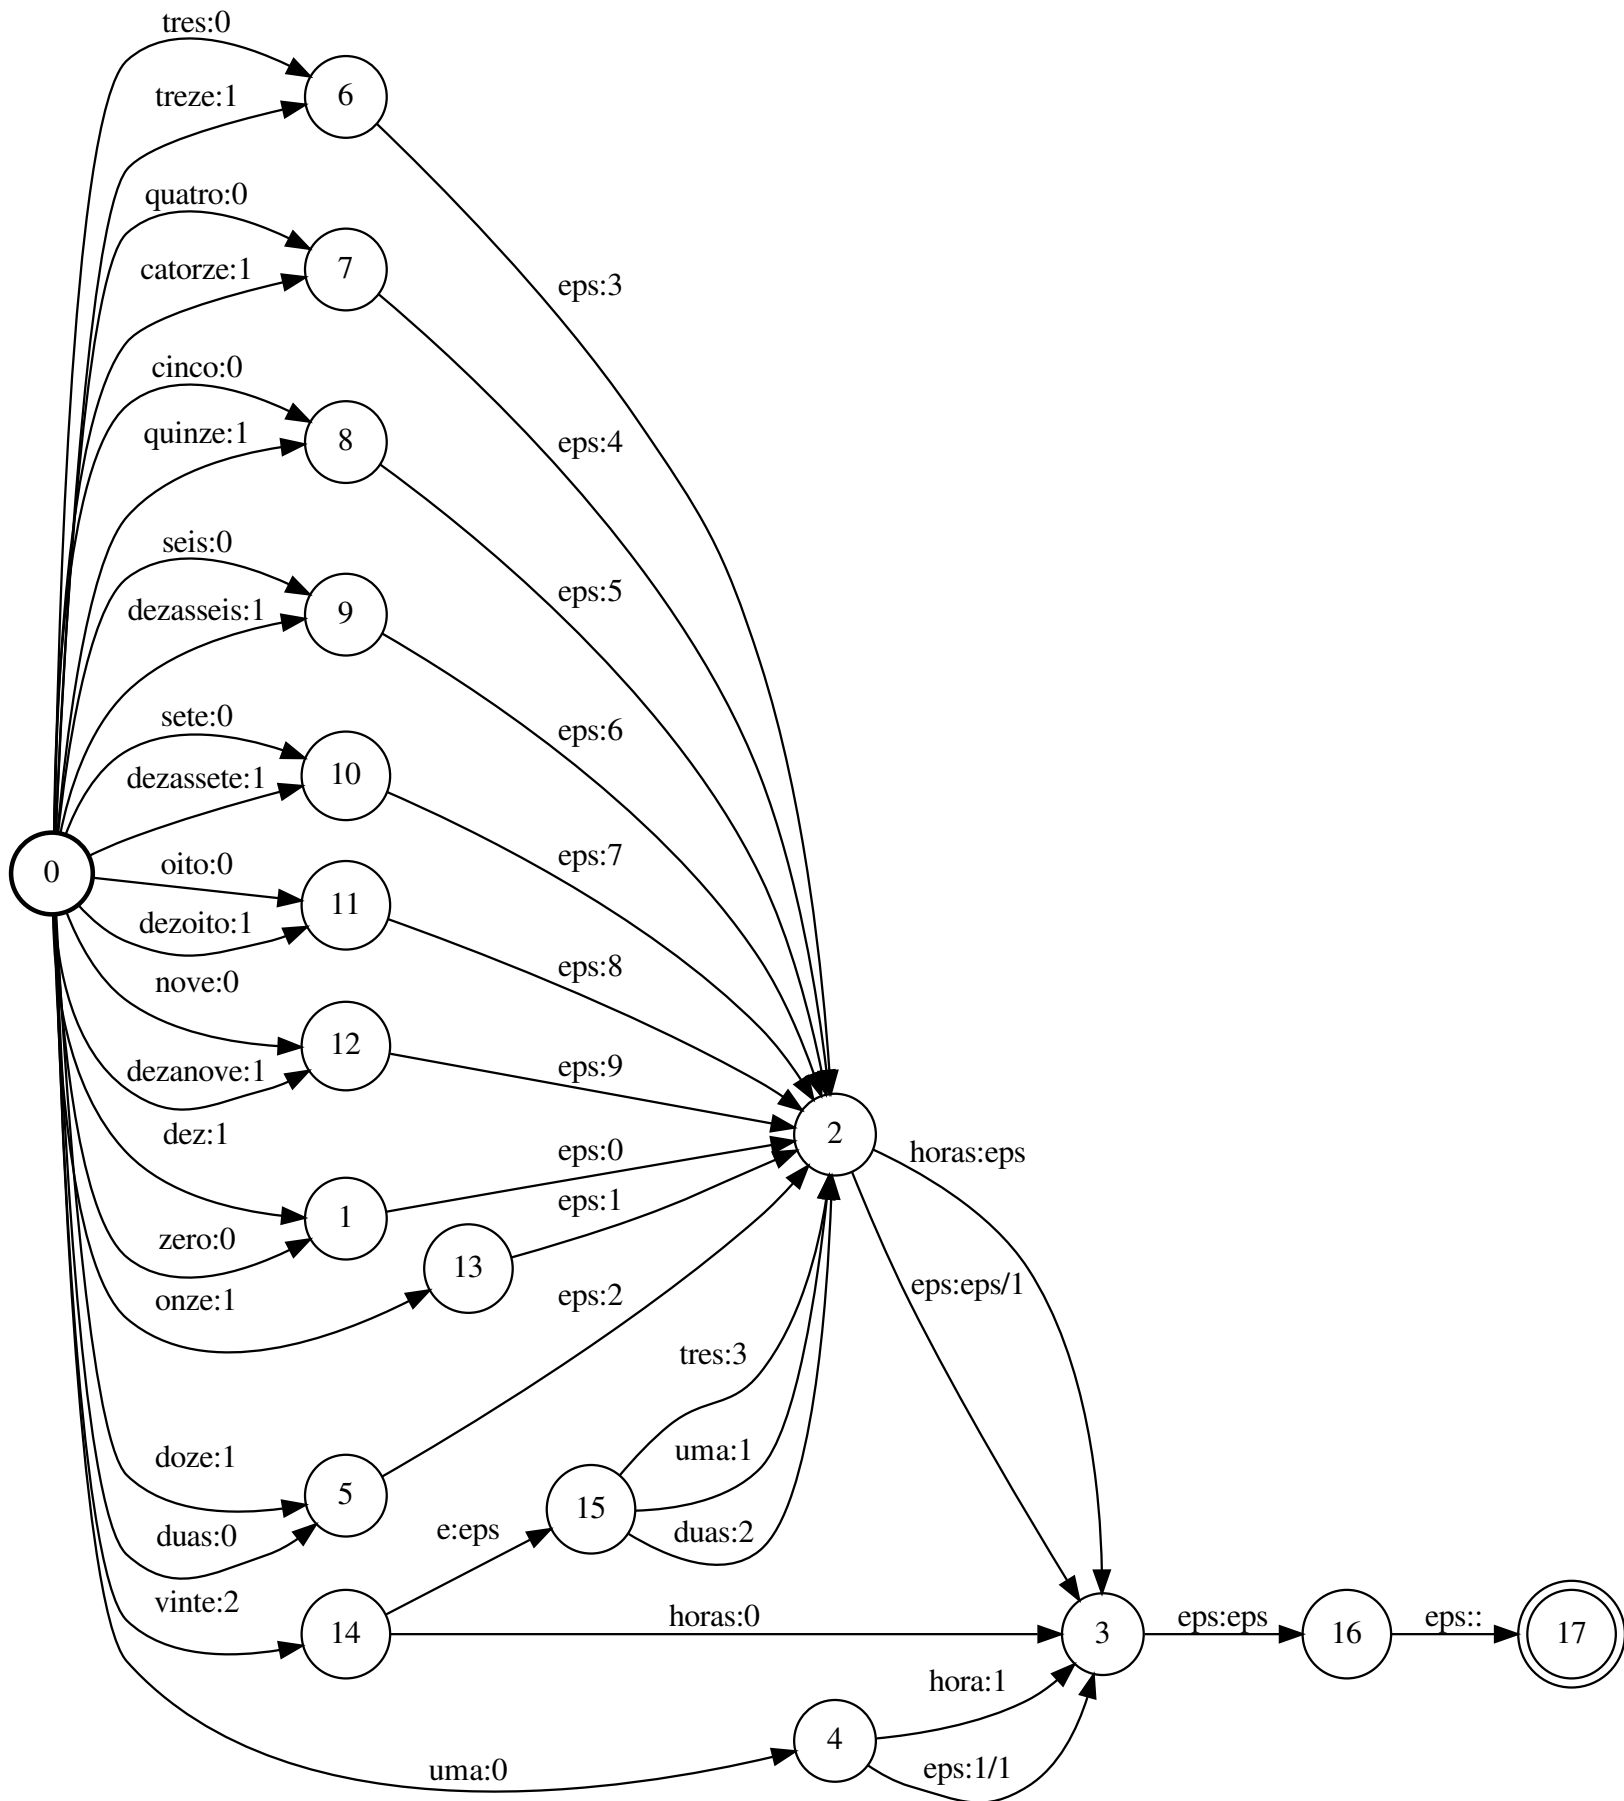 tres:0
6
treze:1
quatro:0
7
catorze:1
eps:3
cinco:0
8
quinze:1
eps:4
seis:0
9
dezasseis:1
eps:5
sete:0
10
dezassete:1
eps:6
0
oito:0
11
dezoito:1
eps:7
nove:0
12
dezanove:1
eps:8
eps:9
dez:1
1
zero:0
eps:0
2
horas:eps
onze:1
13
eps:1
eps:2
eps:eps/1
tres:3
doze:1
5
duas:0
uma:1
15
e:eps
duas:2
vinte:2
14
horas:0
3
eps:eps
16
eps::
17
hora:1
4
uma:0
eps:1/1